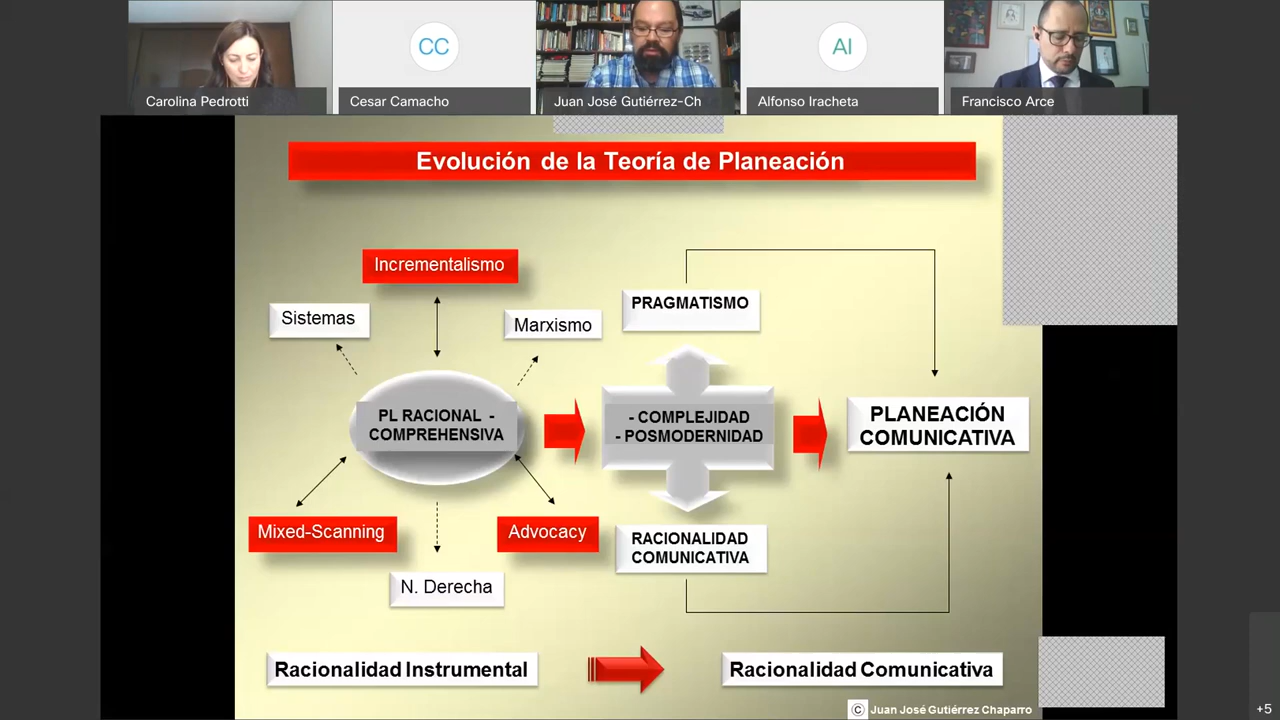 CC
AI
Carolina Pedrotti
Cesar Camacho
Juan José Gutiérrez-Ch
Alfonso Iracheta
Francisco Arce
Evolución de la Teoría de Planeación
Incrementalismo
Sistemas
Marxismo
PRAGMATISMO
PL RACIONAL -
COMPREHENSIVA
- COMPLEJIDAD
- POSMODERNIDAD
PLANEACIÓN
COMUNICATIVA
Mixed-Scanning
Advocacy
RACIONALIDAD
COMUNICATIVA
N. Derecha
Racionalidad Instrumental
Racionalidad Comunicativa
© Juan José Gutiérrez Chaparro
+5